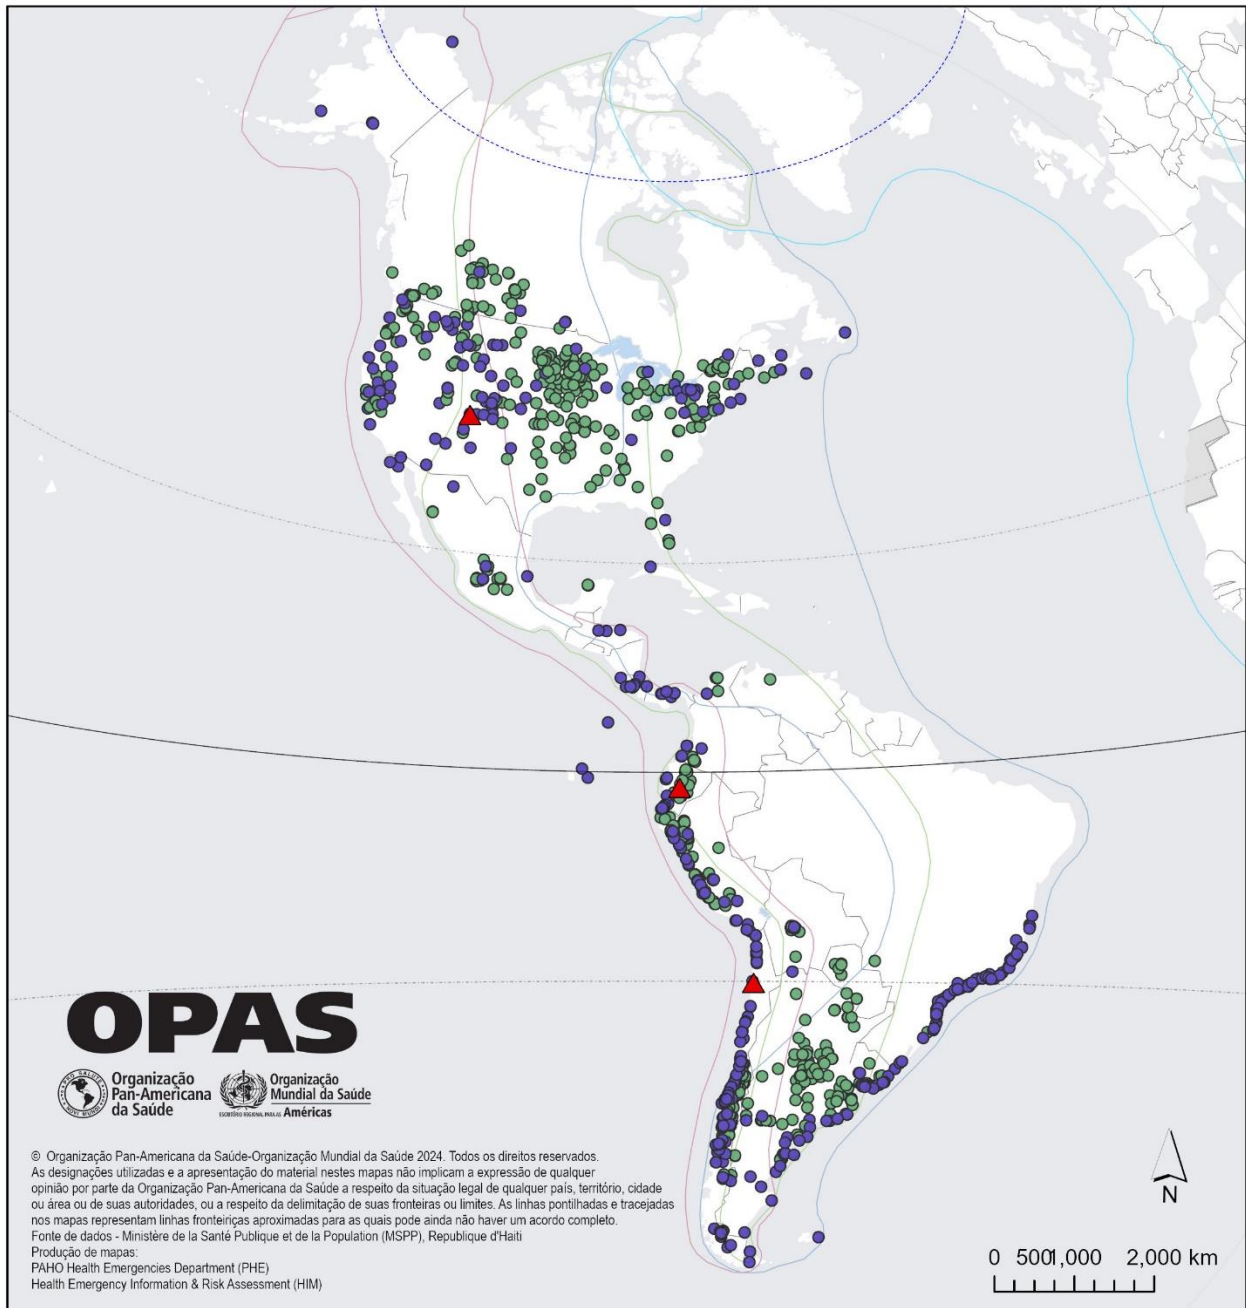 OPAS
Organização
Pan-Americana
da Saúde
Organização
Mundial da Saúde
ESCRITÓRIO REGIONAL PARA AS Américas
© Organização Pan-Americana da Saúde-Organização Mundial da Saúde 2024. Todos os direitos reservados.
As designações utilizadas e a apresentação do material nestes mapas não implicam a expressão de qualquer
opinião por parte da Organização Pan-Americana da Saúde a respeito da situação legal de qualquer país, território, cidade
ou área ou de suas autoridades, ou a respeito da delimitação de suas fronteiras ou limites. As linhas pontilhadas e tracejadas
nos mapas representam linhas fronteiriças aproximadas para as quais pode ainda não haver um acordo completo.
Fonte de dados - Ministère de la Santé Publique et de la Population (MSPP), Republique d'Haiti
Produção de mapas:
PAHO Health Emergencies Department (PHE)
Health Emergency Information & Risk Assessment (HIM)
N
0 500 1,000 2,000 km